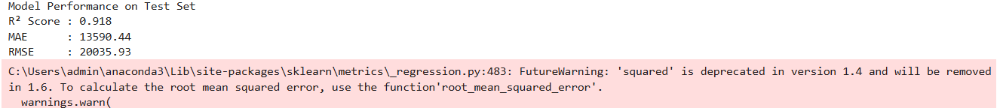 Model Performance on Test Set
R² Score : 0.918
MAE      : 13590.44
RMSE     : 20035.93
C:\Users\admin\anaconda3\Lib\site-packages\sklearn\metrics\_regression.py:483: FutureWarning: 'squared' is deprecated in version 1.4 and will be removed
in 1.6. To calculate the root mean squared error, use the function'root_mean_squared_error'.
  warnings.warn(